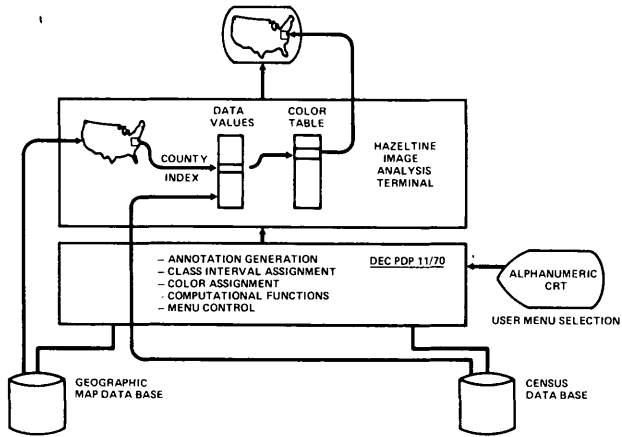 DATA
VALUES
COLOR
TABLE
COUNTY
INDEX
HAZELTINE
IMAGE
ANALYSIS
TERMINAL
– ANNOTATION GENERATION
– CLASS INTERVAL ASSIGNMENT
– COLOR ASSIGNMENT
– COMPUTATIONAL FUNCTIONS
– MENU CONTROL
DEC PDP 11/70
ALPHANUMERIC
CRT
USER MENU SELECTION
GEOGRAPHIC
MAP DATA BASE
CENSUS
DATA BASE